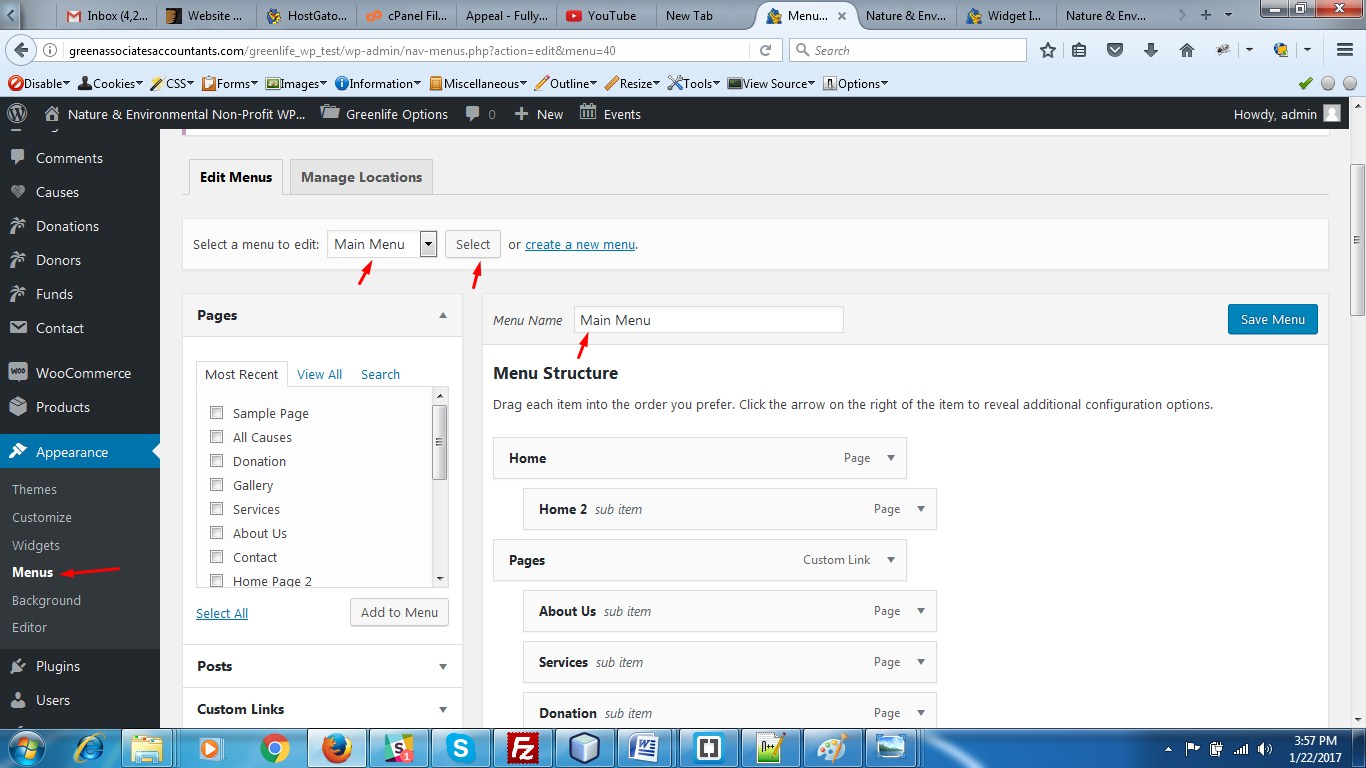 Inbox (4,2...
Website ...
HostGato...
cPanel Fil...
Appeal - Fully...
YouTube
New Tab
Menu...
Nature & Env...
Widget I...
Nature & Env...
greenassociatesaccountants.com/greenlife_wp_test/wp-admin/nav-menus.php?action=edit&menu=40
Search
Disable Cookies CSS Forms Images Information Miscellaneous Outline Resize Tools View Source Options
Nature & Environmental Non-Profit WP...
Greenlife Options
0
New
Events
Howdy, admin
Comments
Causes
Donations
Donors
Funds
Contact
WooCommerce
Products
Appearance
Themes
Customize
Widgets
Menus
Background
Editor
Plugins
Users
Edit Menus
Manage Locations
Select a menu to edit: Main Menu Select or create a new menu.
Pages
Most Recent View All Search
Sample Page
All Causes
Donation
Gallery
Services
About Us
Contact
Home Page 2
Select All
Add to Menu
Posts
Custom Links
Menu Name Main Menu
Save Menu
Menu Structure
Drag each item into the order you prefer. Click the arrow on the right of the item to reveal additional configuration options.
Home Page
Home 2 sub item Page
Pages Custom Link
About Us sub item Page
Services sub item Page
Donation sub item Page
3:57 PM
1/22/2017